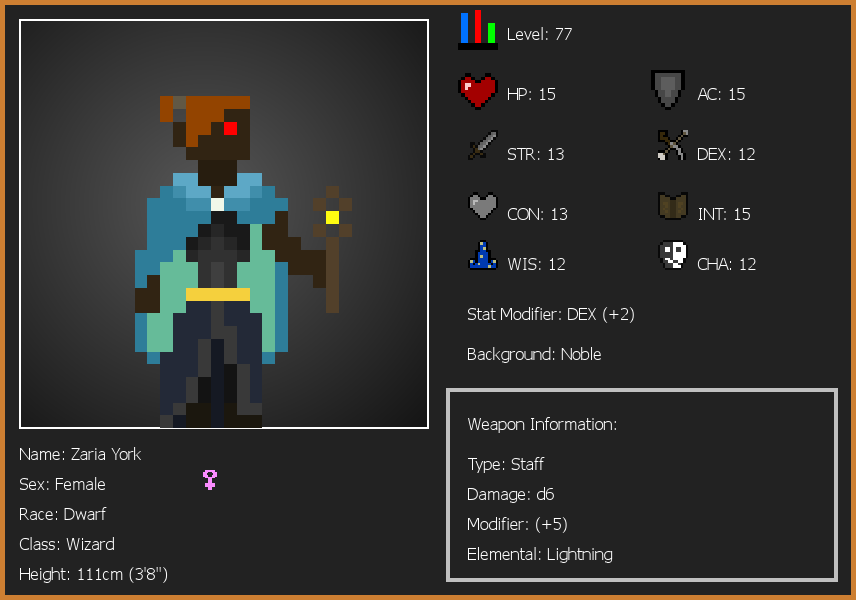 Level: 77
HP: 15
AC: 15
STR: 13
DEX: 12
CON: 13
INT: 15
WIS: 12
CHA: 12
Stat Modifier: DEX (+2)
Background: Noble
Weapon Information:
Type: Staff
Damage: d6
Modifier: (+5)
Elemental: Lightning
Name: Zaria York
Sex: Female
Race: Dwarf
Class: Wizard
Height: 111cm (3'8")